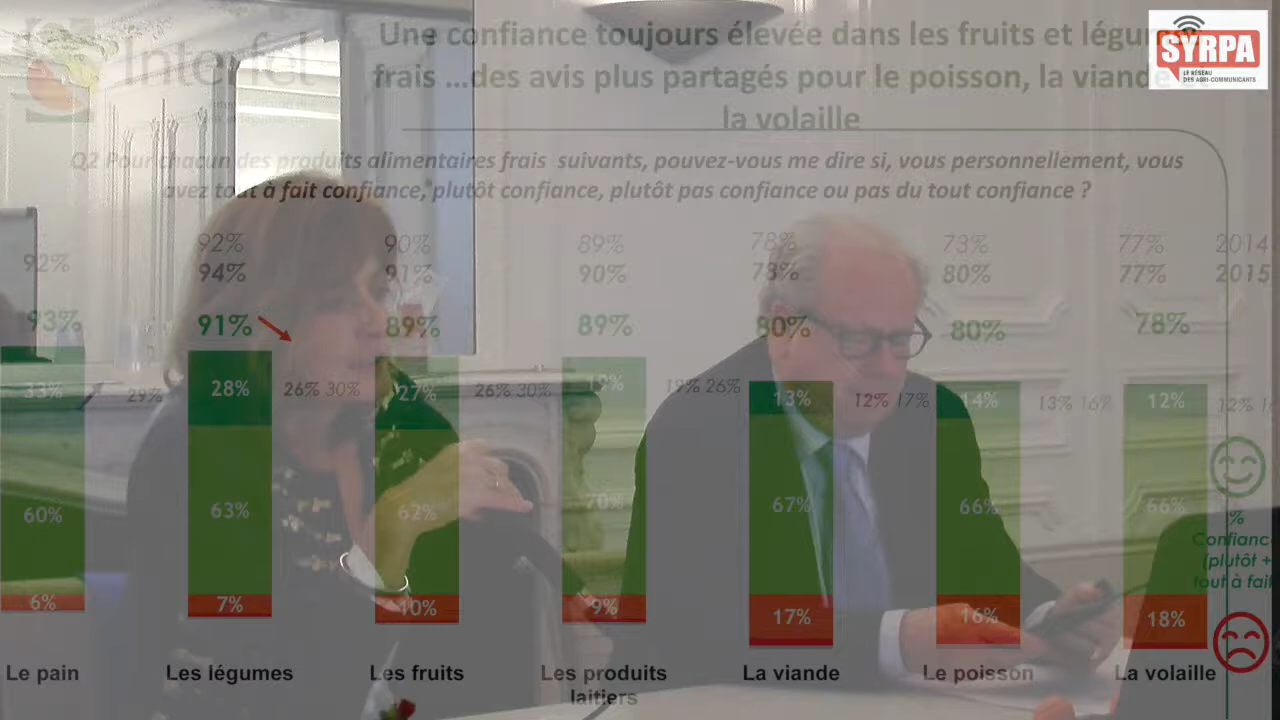 Interfel
Une confiance toujours élevée dans les fruits et légumes
frais ...des avis plus partagés pour le poisson, la viande et
la volaille
SYRPA
LE RÉSEAU
DES AGRI-COMMUNICANTS
Q2 Pour chacun des produits alimentaires frais suivants, pouvez-vous me dire si, vous personnellement, vous
avez tout à fait confiance, plutôt confiance, plutôt pas confiance ou pas du tout confiance ?
92% 90% 89% 78% 73% 77% 2014
92% 94% 91% 90% 78% 80% 77% 2015
93% 91% 89% 89% 80% 80% 78%
33% 29% 28% 26% 30% 27% 26% 30% 19% 19% 26% 13% 12% 17% 14% 13% 16% 12% 12%
60% 63% 62% 70% 67% 66% 66%
%
Confianc
(plutôt +
tout à fait
6% 7% 10% 9% 17% 16% 18%
Le pain Les légumes Les fruits Les produits La viande Le poisson La volaille
laitiers